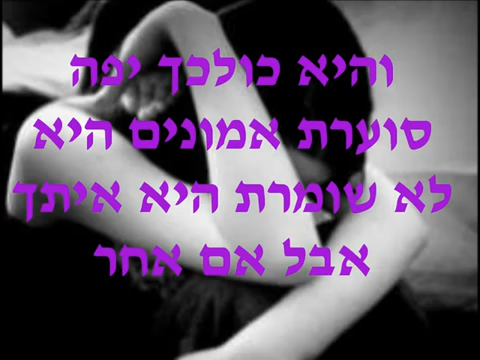 והיא כולכך יפה
סוערת אמונים היא
לא שומרת היא איתך
אבל אם אחר